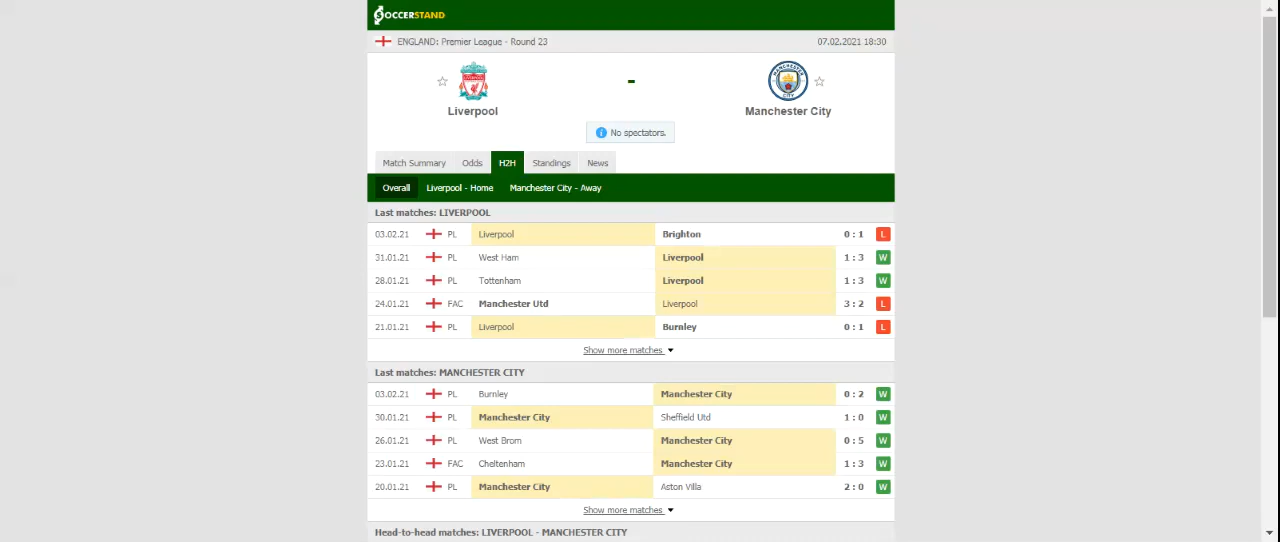 SOCCERSTAND
ENGLAND: Premier League - Round 23 07.02.2021 18:30
-
Liverpool Manchester City
No spectators.
Match Summary Odds H2H Standings News
Overall Liverpool - Home Manchester City - Away
Last matches: LIVERPOOL
03.02.21 PL Liverpool Brighton 0 : 1 L
31.01.21 PL West Ham Liverpool 1 : 3 W
28.01.21 PL Tottenham Liverpool 1 : 3 W
24.01.21 FAC Manchester Utd Liverpool 3 : 2 L
21.01.21 PL Liverpool Burnley 0 : 1 L
Show more matches
Last matches: MANCHESTER CITY
03.02.21 PL Burnley Manchester City 0 : 2 W
30.01.21 PL Manchester City Sheffield Utd 1 : 0 W
26.01.21 PL West Brom Manchester City 0 : 5 W
23.01.21 FAC Cheltenham Manchester City 1 : 3 W
20.01.21 PL Manchester City Aston Villa 2 : 0 W
Show more matches
Head-to-head matches: LIVERPOOL - MANCHESTER CITY